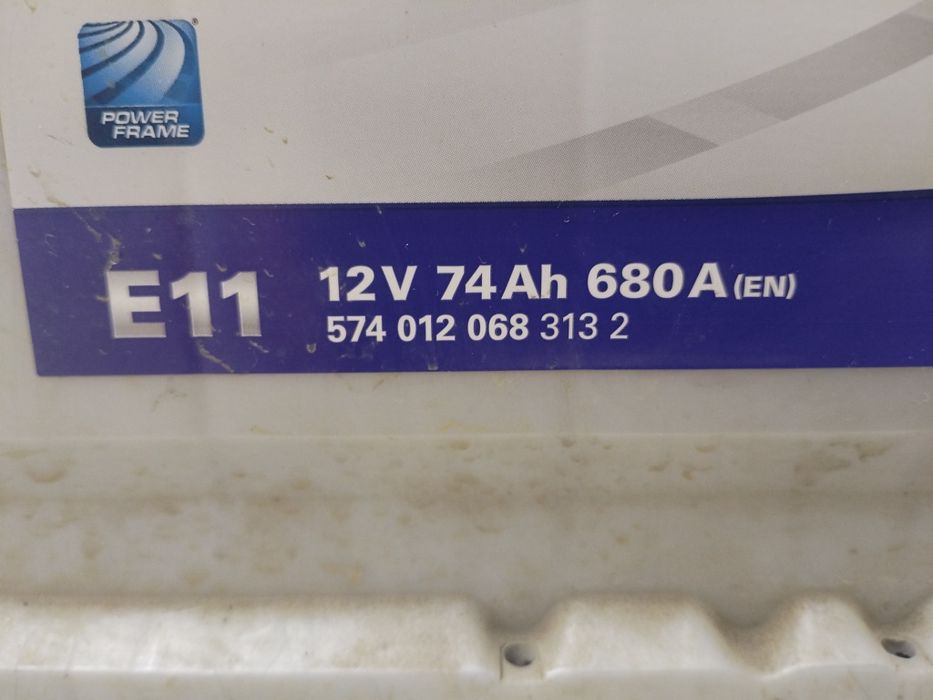 POWER
FRAME
E11
12V 74Ah 680A (EN)
574 012 068 313 2